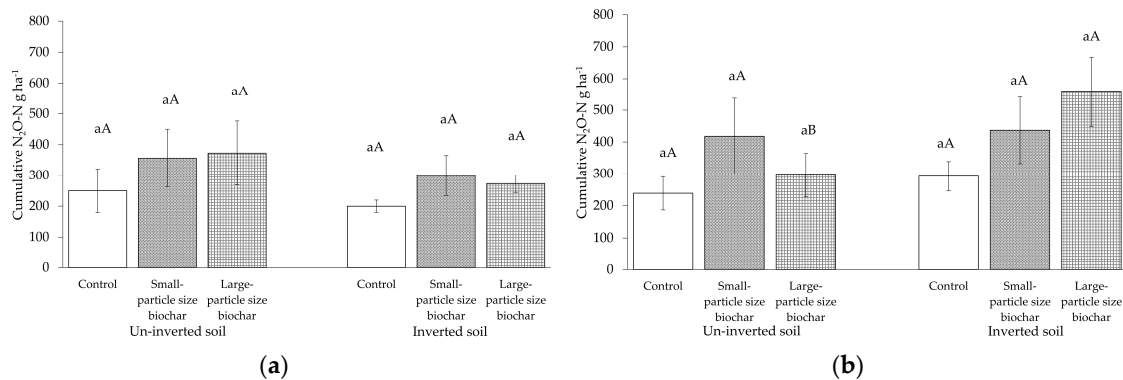 800
700
600
500
400
300
200
100
0
Cumulative N₂O-N g ha⁻¹
aA
aA
aA
aA
aA
aA
Control
Small-
particle size
biochar
Large-
particle size
biochar
Control
Small-
particle size
biochar
Large-
particle size
biochar
Un-inverted soil
Inverted soil
(a)
800
700
600
500
400
300
200
100
0
Cumulative N₂O-N g ha⁻¹
aA
aA
aB
aA
aA
aA
Control
Small-
particle size
biochar
Large-
particle size
biochar
Control
Small-
particle size
biochar
Large-
particle size
biochar
Un-inverted soil
Inverted soil
(b)